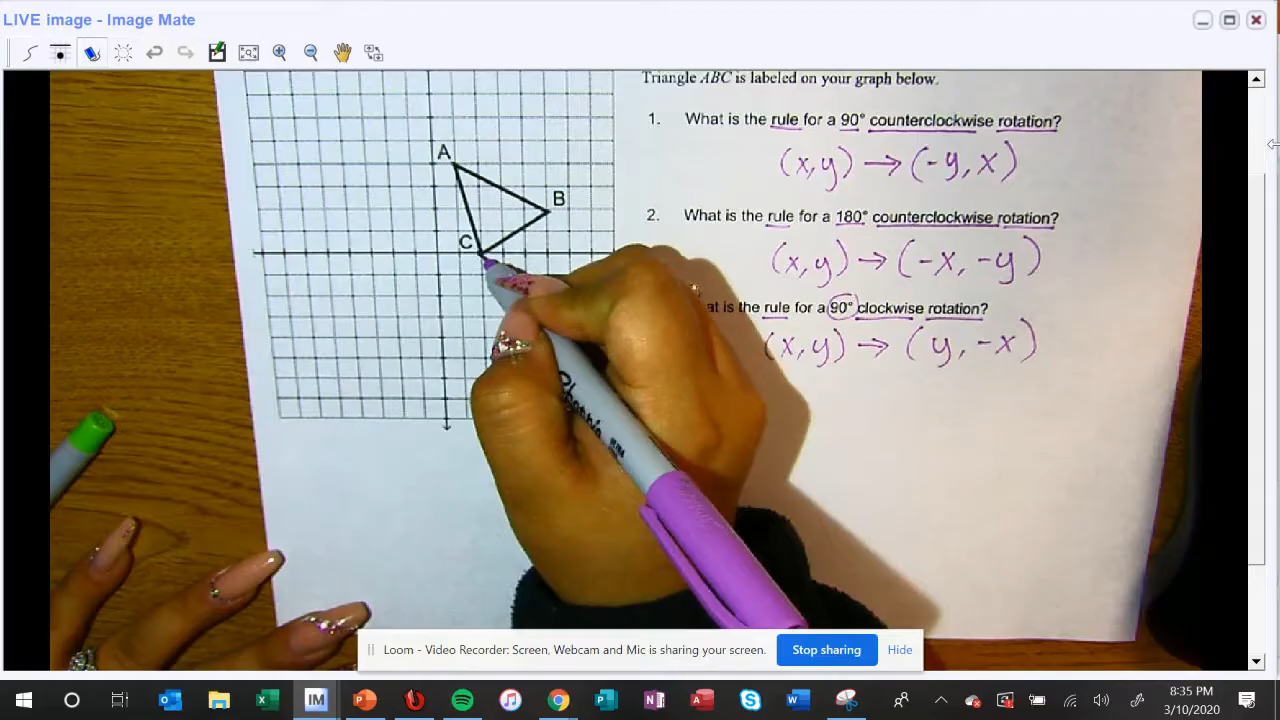 LIVE image - Image Mate
Triangle ABC is labeled on your graph below.
1. What is the rule for a 90° counterclockwise rotation?
(x,y) → (-y, x)
2. What is the rule for a 180° counterclockwise rotation?
(x,y) → (-x, -y)
at is the rule for a 90° clockwise rotation?
(x,y) → (y, -x)
A
B
C
Sharpie
Loom - Video Recorder: Screen, Webcam and Mic is sharing your screen.
Stop sharing
Hide
IM
8:35 PM
3/10/2020